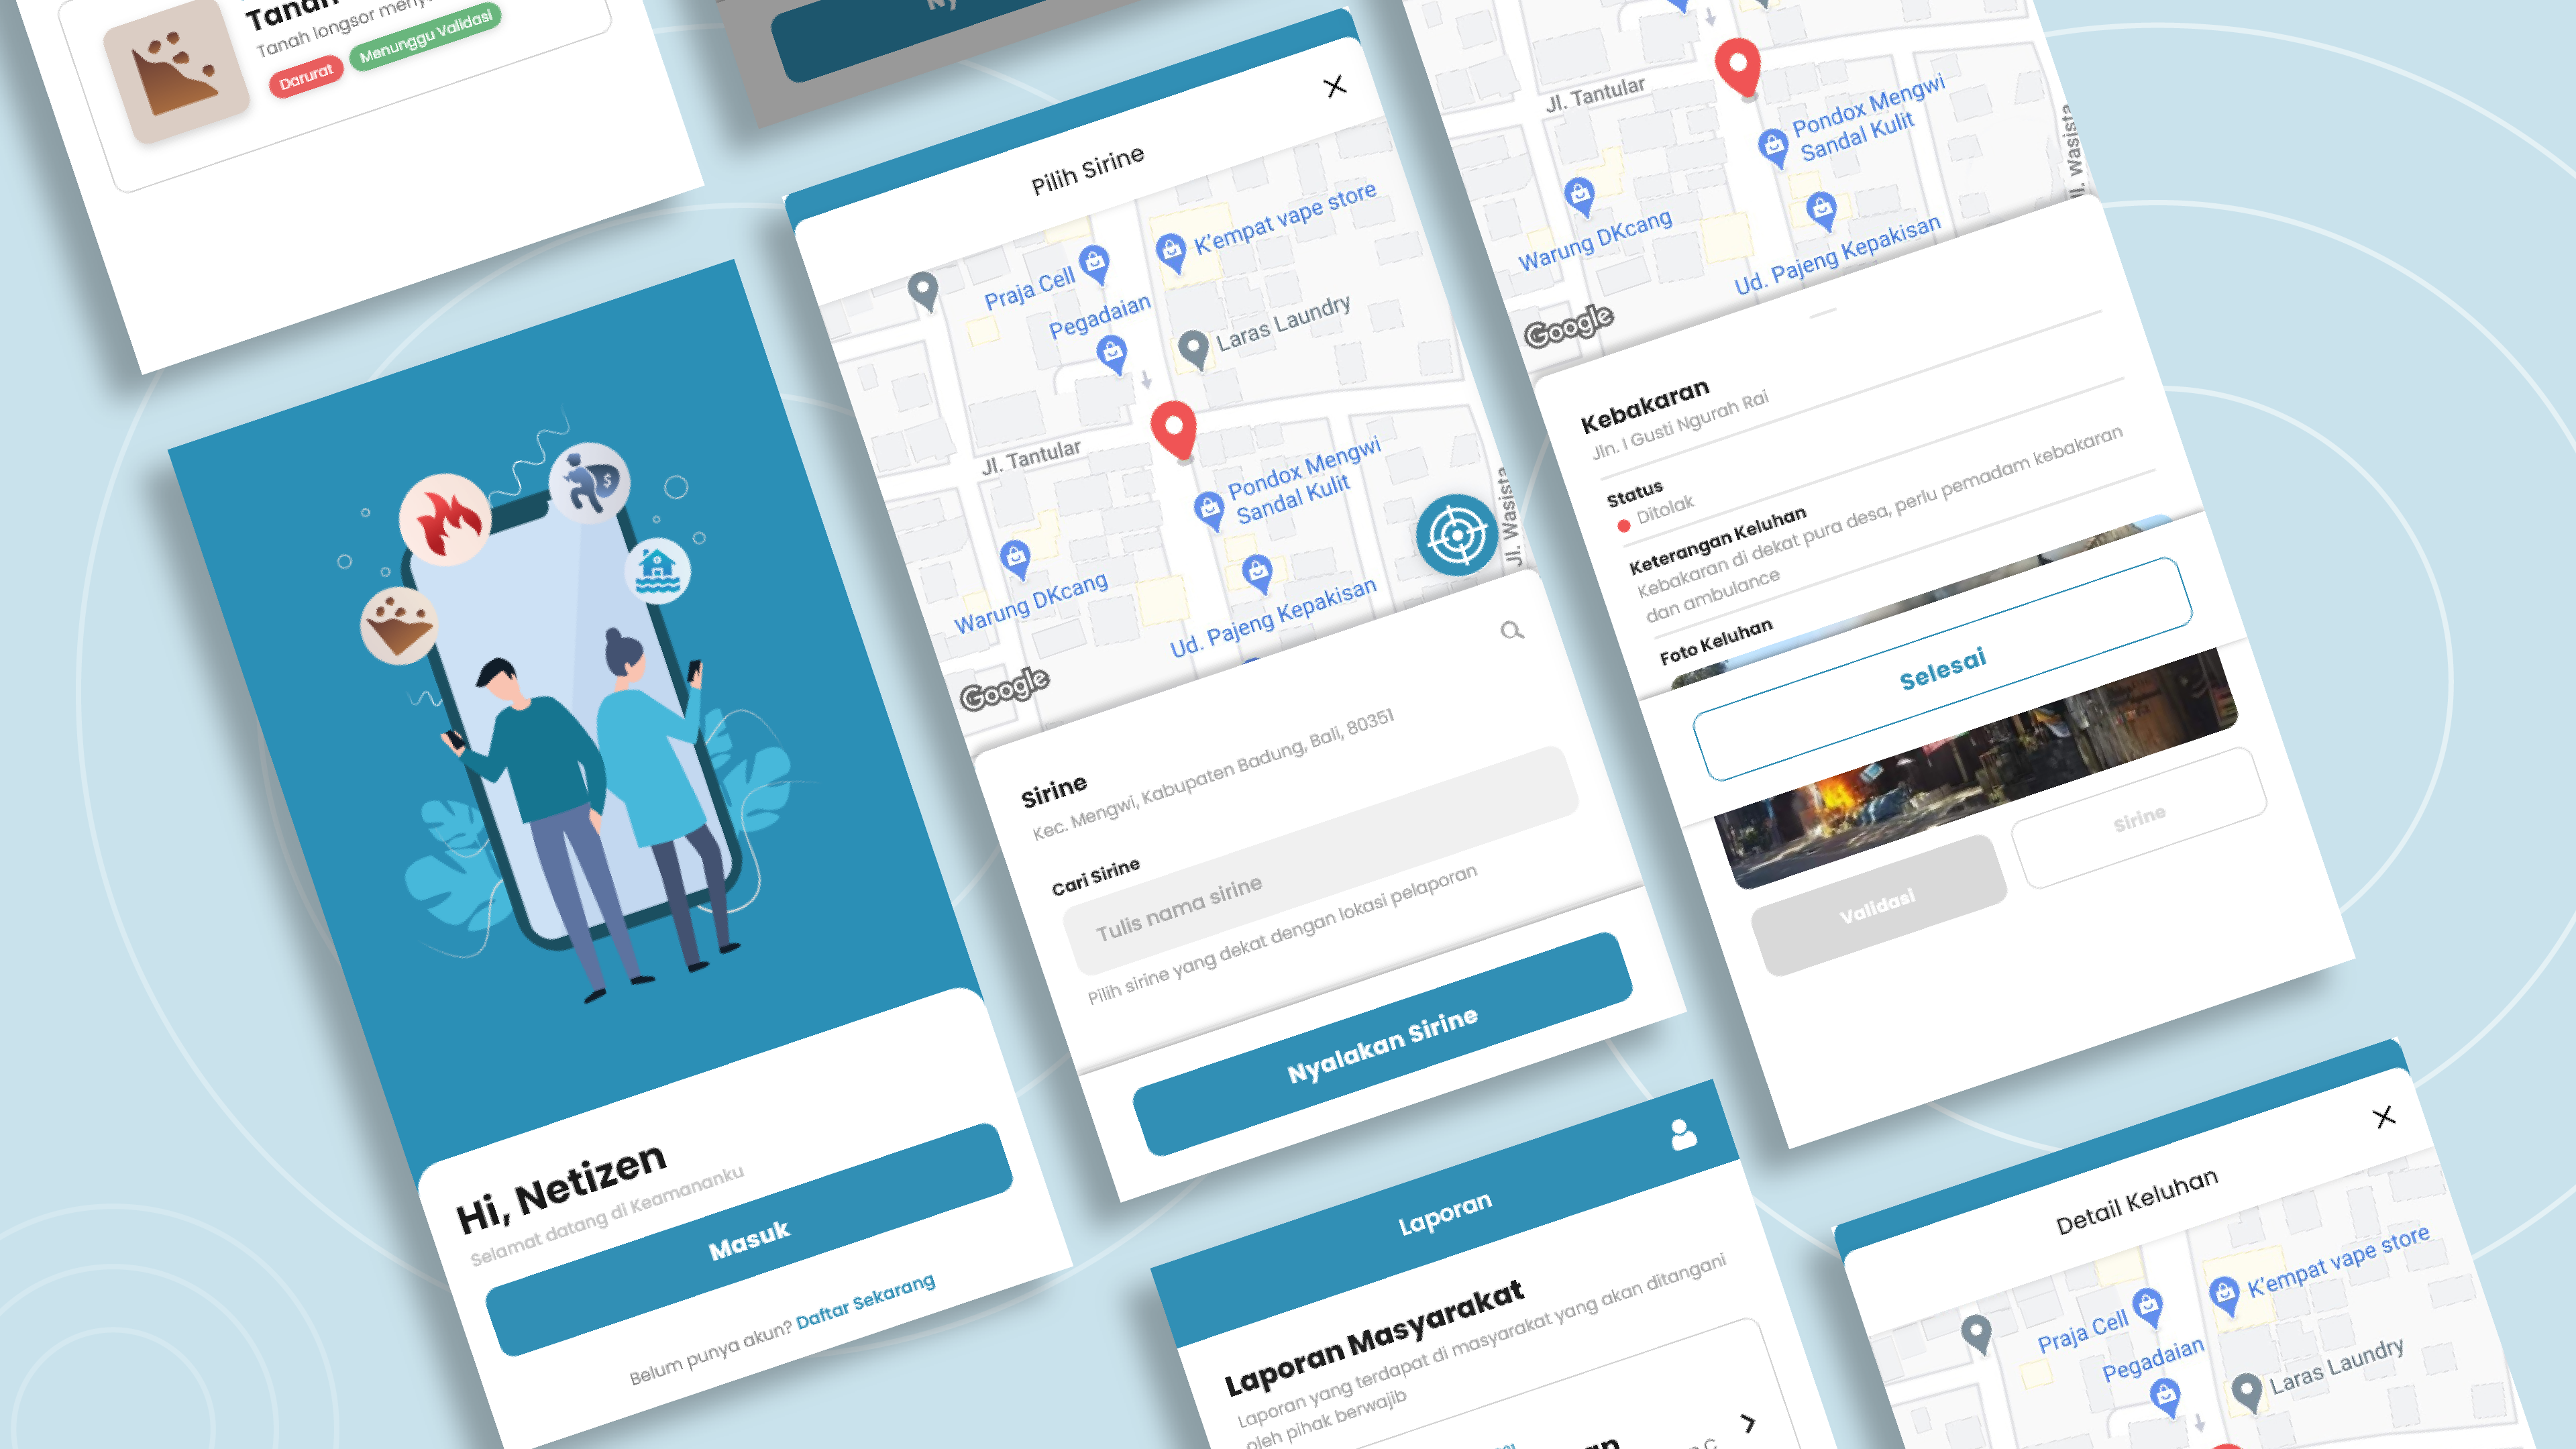 Tanah longsor
Darurat
Menunggu Validasi
Hi, Netizen
Selamat datang di Keamananku
Masuk
Belum punya akun? Daftar Sekarang
Pilih Sirine
K'empat vape store
Praja Cell
Pegadaian
Laras Laundry
Jl. Tantular
Pondox Mengwi
Sandal Kulit
Jl. Wasista
Warung DKcang
Ud. Pajeng Kepakisan
Google
Sirine
Kec. Mengwi, Kabupaten Badung, Bali, 80351
Cari Sirine
Tulis nama sirine
Pilih sirine yang dekat dengan lokasi pelaporan
Nyalakan Sirine
Laporan
Laporan Masyarakat
Laporan yang terdapat di masyarakat yang akan ditangani
oleh pihak berwajib
Jl. Tantular
Pondox Mengwi
Sandal Kulit
Jl. Wasista
Warung DKcang
Ud. Pajeng Kepakisan
Google
Kebakaran
Jln. I Gusti Ngurah Rai
Status
Ditolak
Keterangan Keluhan
Kebakaran di dekat pura desa, perlu pemadam kebakaran
dan ambulance
Foto Keluhan
Selesai
Validasi
Sirine
Detail Keluhan
K'empat vape store
Praja Cell
Pegadaian
Laras Laundry